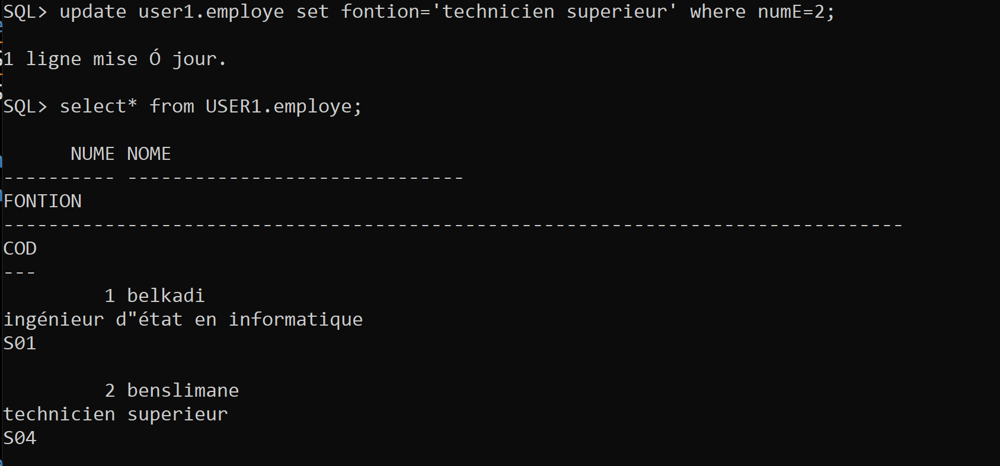 SQL> update user1.employe set fontion='technicien superieur' where numE=2;
1 ligne mise Ó jour.
SQL> select* from USER1.employe;
NUME NOME
---------- ------------------------------
FONTION
--------------------------------------------------------------------------------
COD
---
1 belkadi
ingénieur d"état en informatique
S01
2 benslimane
technicien superieur
S04